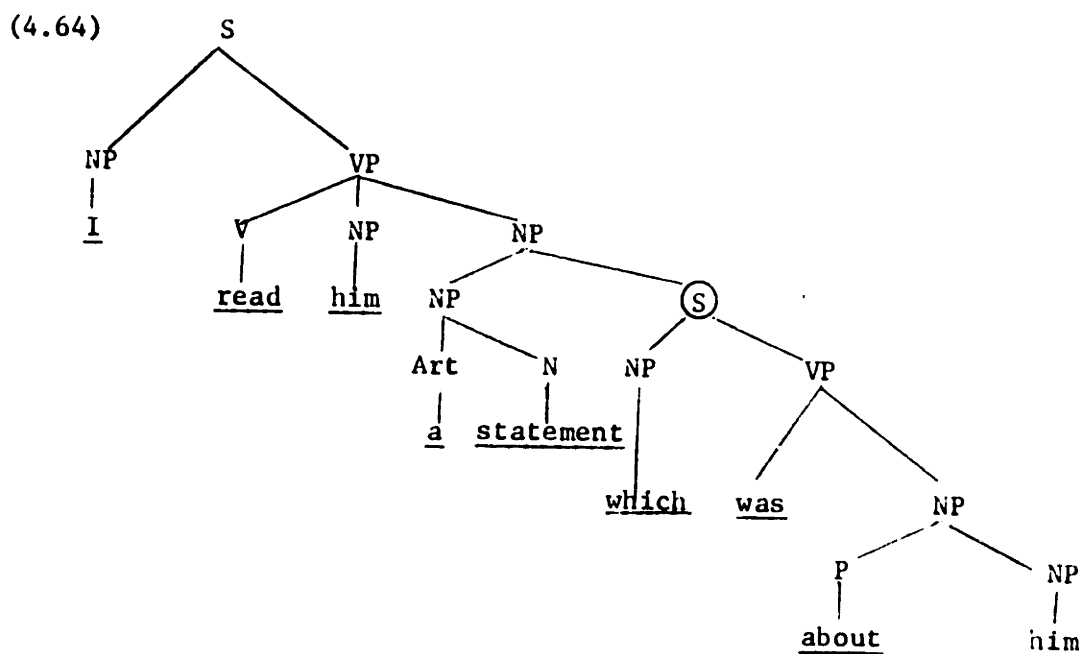 (4.64) S
NP VP
I V NP NP
read him NP S
Art N NP VP
a statement
which was NP
P NP
about him